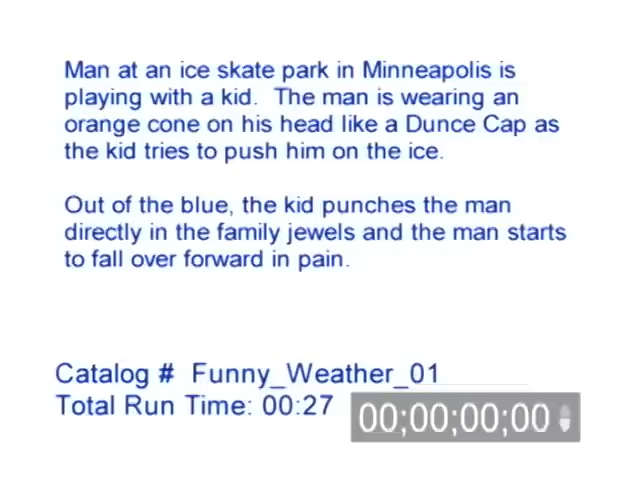 Man at an ice skate park in Minneapolis is
playing with a kid.  The man is wearing an
orange cone on his head like a Dunce Cap as
the kid tries to push him on the ice.
Out of the blue, the kid punches the man
directly in the family jewels and the man starts
to fall over forward in pain.
Catalog #  Funny_Weather_01
Total Run Time: 00:27
00;00;00;00